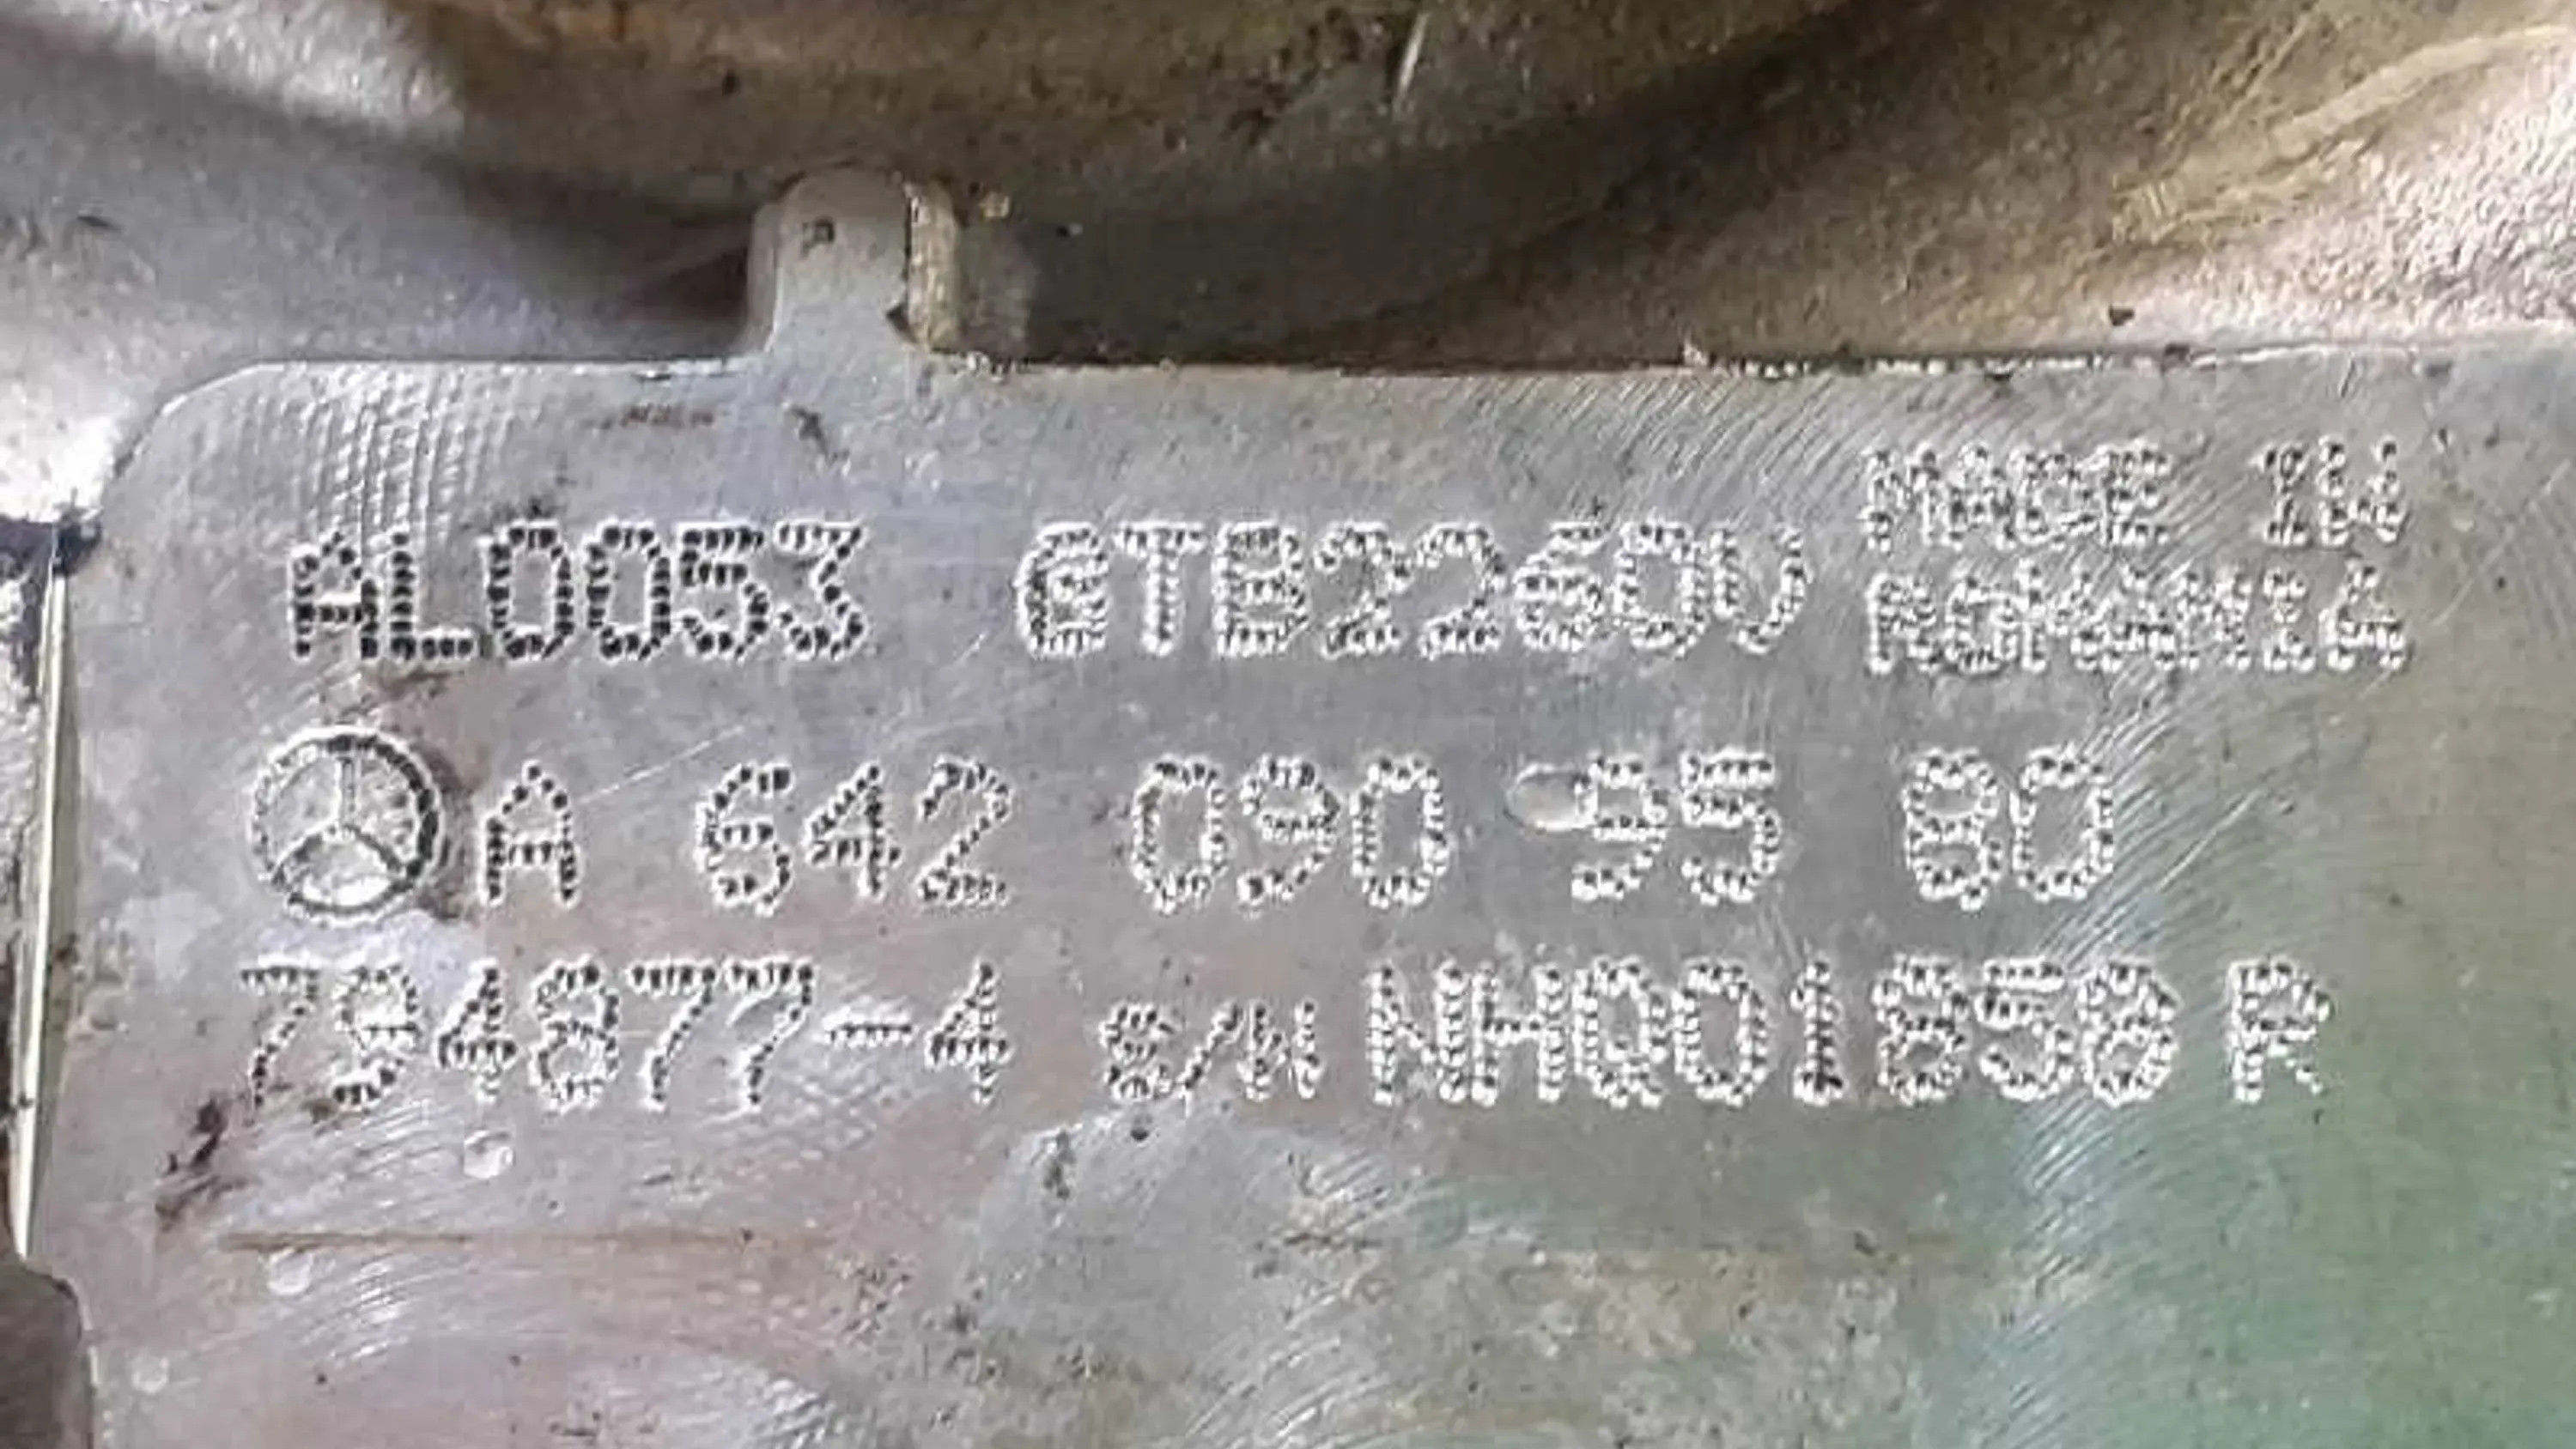 AL0053 GTB2260V MADE IN
ROMANIA
A 642 090 95 80
794877-4 S/N NHQ01858 R